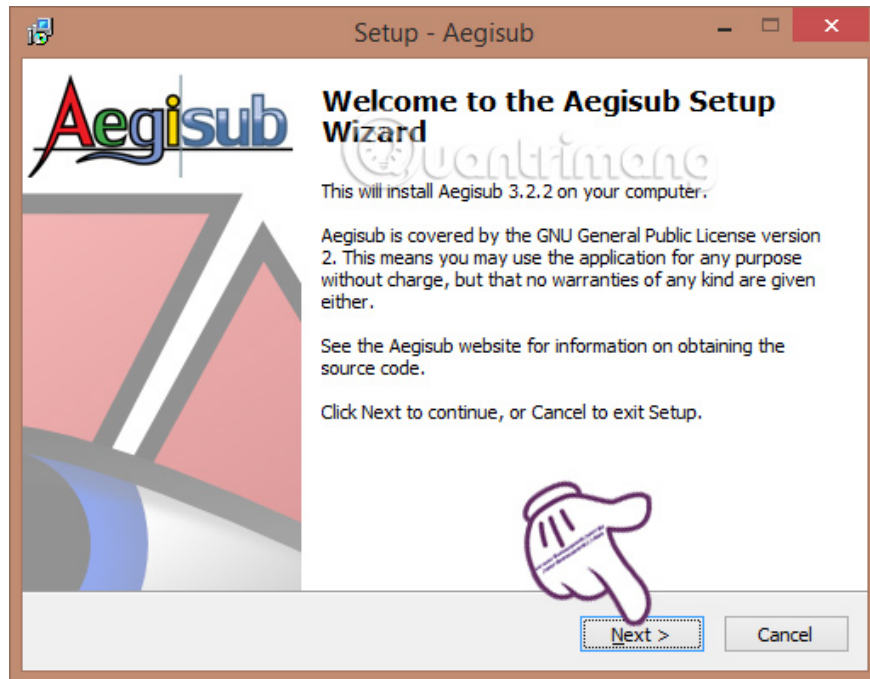 Setup - Aegisub
Aegisub
Welcome to the Aegisub Setup
Wizard
Quantrimang
This will install Aegisub 3.2.2 on your computer.
Aegisub is covered by the GNU General Public License version
2. This means you may use the application for any purpose
without charge, but that no warranties of any kind are given
either.
See the Aegisub website for information on obtaining the
source code.
Click Next to continue, or Cancel to exit Setup.
Next >
Cancel